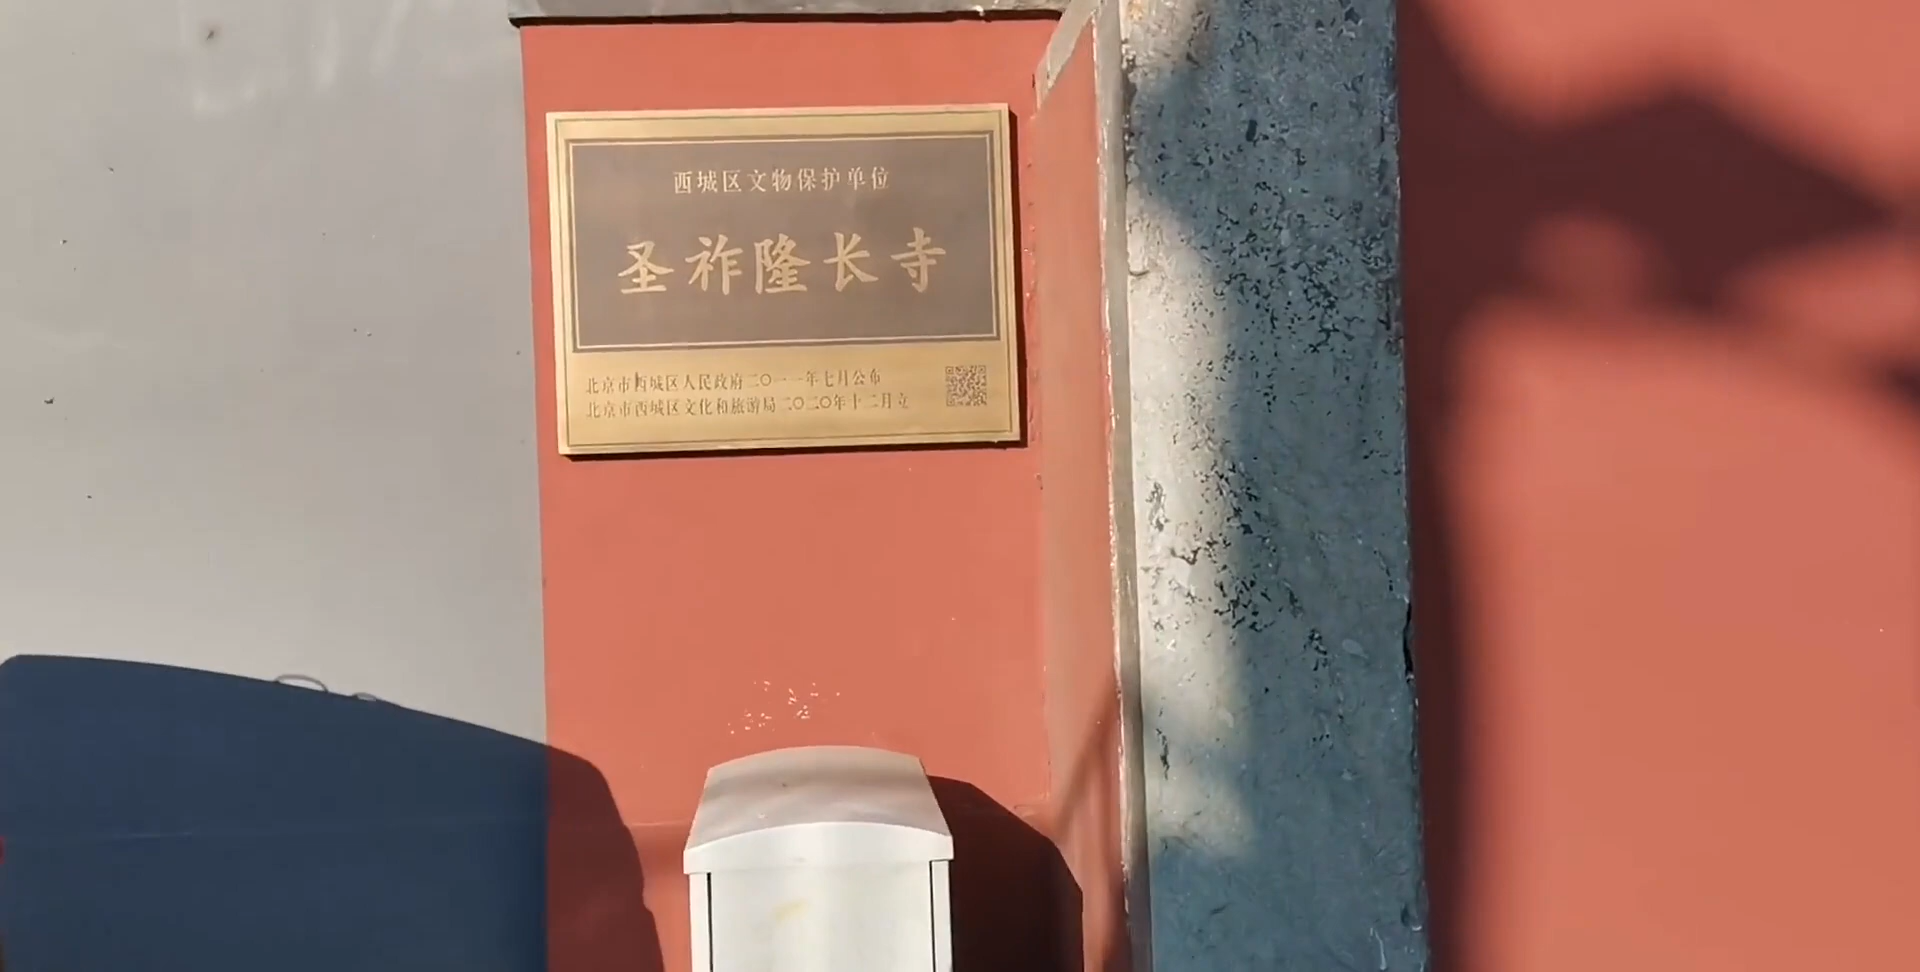 西城区文物保护单位
圣祚隆长寺
北京市西城区人民政府二〇一一年七月公布
北京市西城区文化和旅游局二〇二〇年十二月立